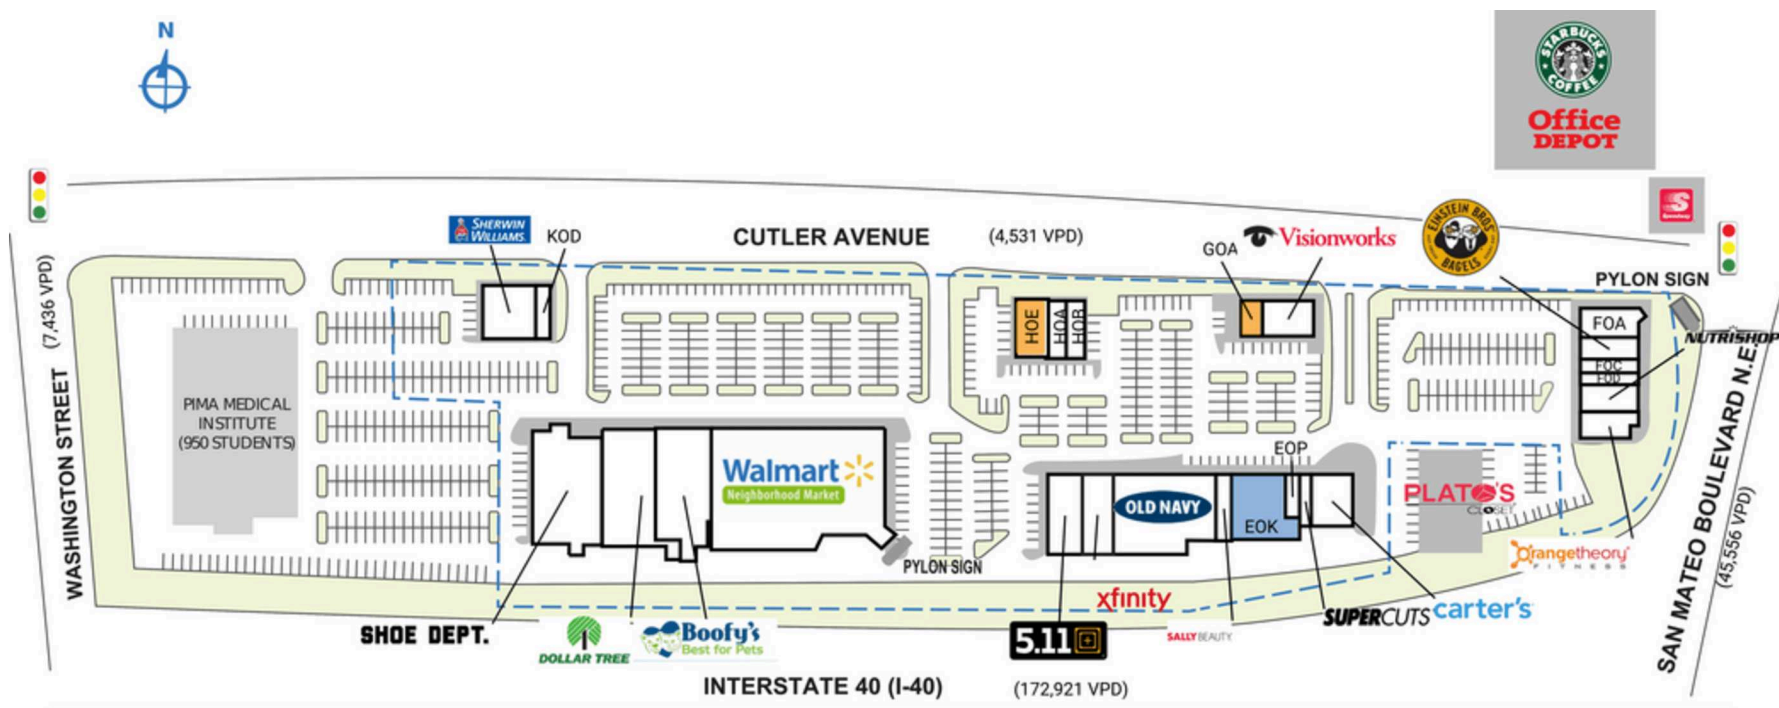 N
STARBUCKS
COFFEE
Office
DEPOT
Speedway
SHERWIN
WILLIAMS.
KOD
CUTLER AVENUE
(4,531 VPD)
GOA
Visionworks
EINSTEIN BROS
BAGELS
PYLON SIGN
(7,436 VPD)
WASHINGTON STREET
PIMA MEDICAL
INSTITUTE
(950 STUDENTS)
HOE
HOA
HOB
FOA
FOC
FOD
NUTRISHOP
Walmart
Neighborhood Market
OLD NAVY
EOP
EOK
PLATO'S
CLOSET
PYLON SIGN
orangetheory
FITNESS
SAN MATEO BOULEVARD N.E.
(45,556 VPD)
xfinity
SHOE DEPT.
DOLLAR TREE
Boofy's
Best for Pets
5.11
SALLY BEAUTY
SUPERCUTS
carter's
INTERSTATE 40 (I-40)
(172,921 VPD)